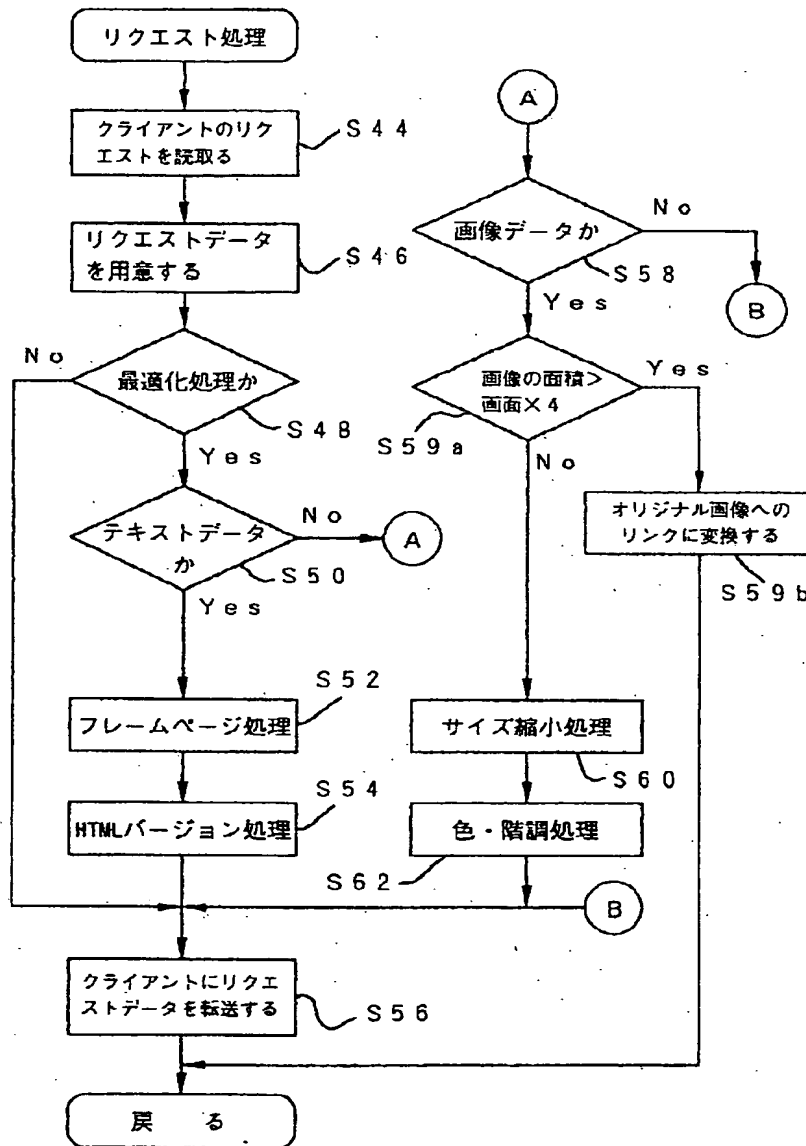 リクエスト処理
クライアントのリク
エストを読取る
S44
リクエストデータ
を用意する
S46
No
最適化処理か
S48
Yes
テキストデータ
か
No
A
S50
Yes
S52
フレームページ処理
S54
HTMLバージョン処理
クライアントにリクエ
ストデータを転送する
S56
戻 る
A
画像データか
No
S58
B
Yes
画像の面積>
画面×4
Yes
S59a
No
オリジナル画像への
リンクに変換する
S59b
サイズ縮小処理
S60
色・階調処理
S62
B